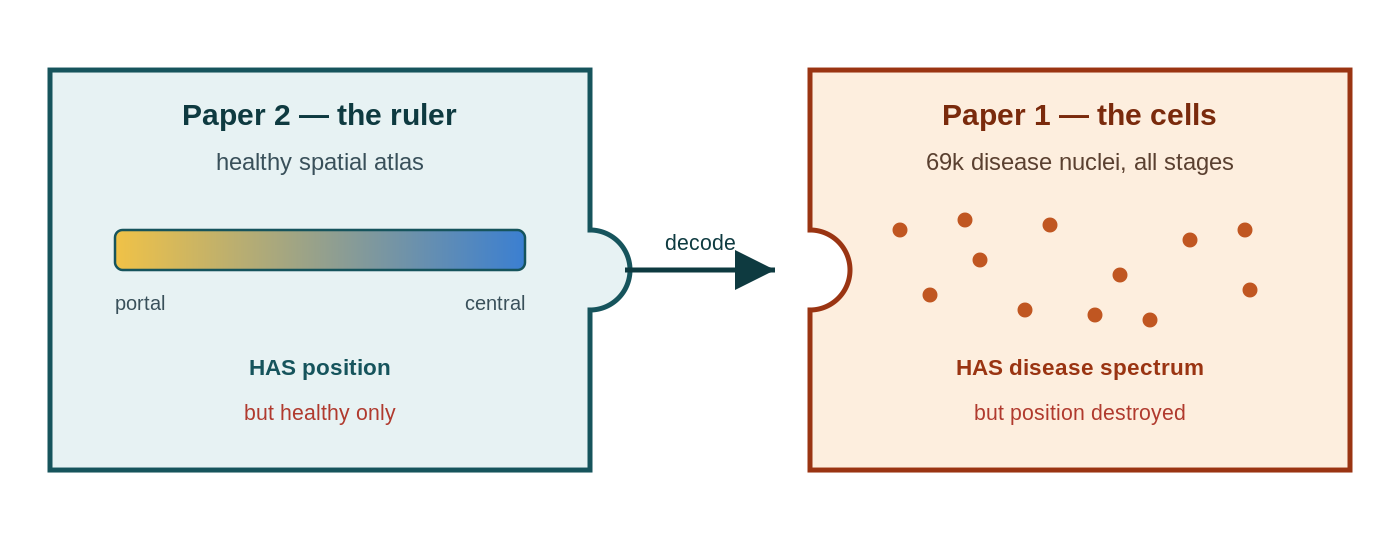 Paper 2 — the ruler
healthy spatial atlas
portal
central
HAS position
but healthy only
decode
Paper 1 — the cells
69k disease nuclei, all stages
HAS disease spectrum
but position destroyed